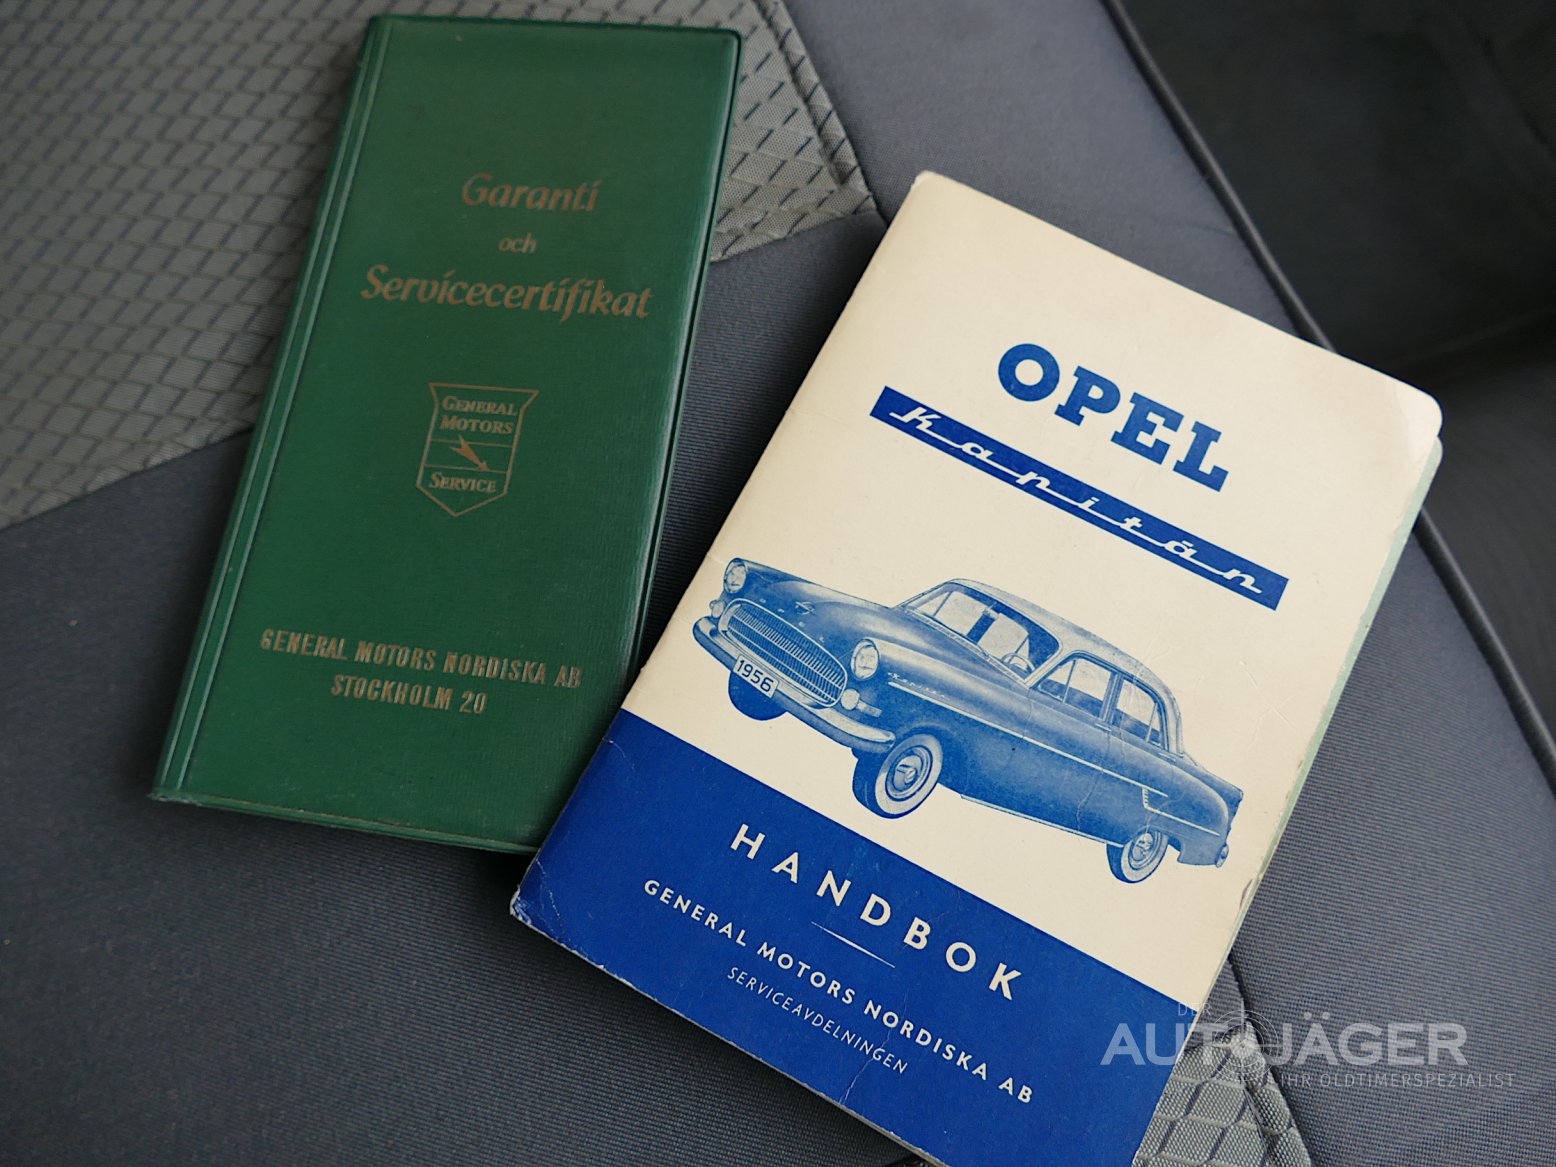 Garanti
och
Servicecertifikat
GENERAL
MOTORS
SERVICE
GENERAL MOTORS NORDISKA AB
STOCKHOLM 20
OPEL
Kapitän
1956
HANDBOK
GENERAL MOTORS NORDISKA AB
SERVICEAVDELNINGEN
DER
AUTOJÄGER
IHR OLDTIMERSPEZIALIST